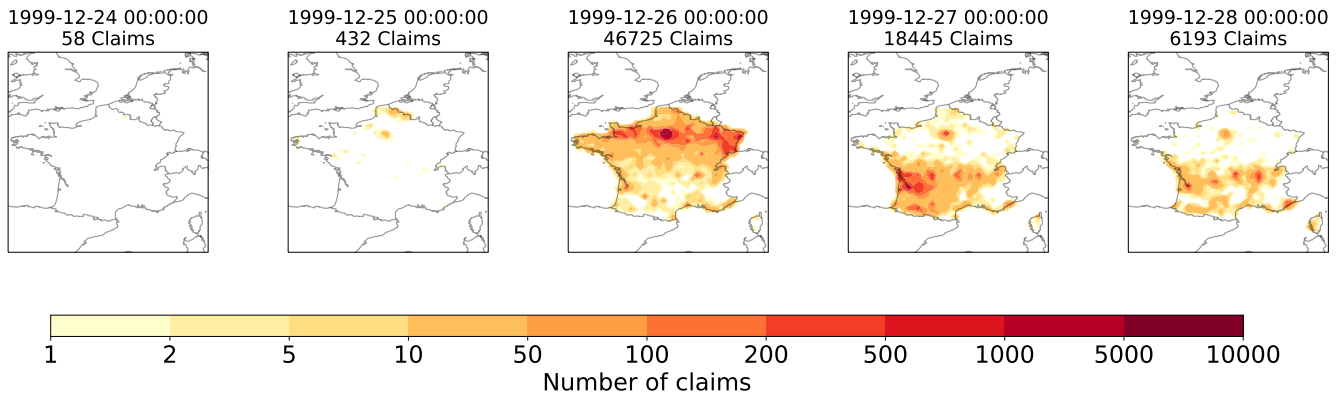 1999-12-24 00:00:00
58 Claims
1999-12-25 00:00:00
432 Claims
1999-12-26 00:00:00
46725 Claims
1999-12-27 00:00:00
18445 Claims
1999-12-28 00:00:00
6193 Claims
1 2 5 10 50 100 200 500 1000 5000 10000
Number of claims